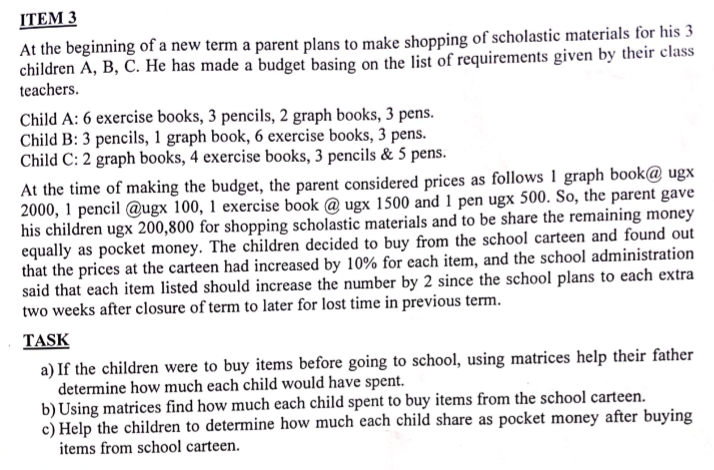 ITEM 3
At the beginning of a new term a parent plans to make shopping of scholastic materials for his 3
children A, B, C. He has made a budget basing on the list of requirements given by their class
teachers.
Child A: 6 exercise books, 3 pencils, 2 graph books, 3 pens.
Child B: 3 pencils, 1 graph book, 6 exercise books, 3 pens.
Child C: 2 graph books, 4 exercise books, 3 pencils & 5 pens.
At the time of making the budget, the parent considered prices as follows 1 graph book@ ugx
2000, 1 pencil @ugx 100, 1 exercise book @ ugx 1500 and 1 pen ugx 500. So, the parent gave
his children ugx 200,800 for shopping scholastic materials and to be share the remaining money
equally as pocket money. The children decided to buy from the school carteen and found out
that the prices at the carteen had increased by 10% for each item, and the school administration
said that each item listed should increase the number by 2 since the school plans to each extra
two weeks after closure of term to later for lost time in previous term.
TASK
a) If the children were to buy items before going to school, using matrices help their father
determine how much each child would have spent.
b) Using matrices find how much each child spent to buy items from the school carteen.
c) Help the children to determine how much each child share as pocket money after buying
items from school carteen.